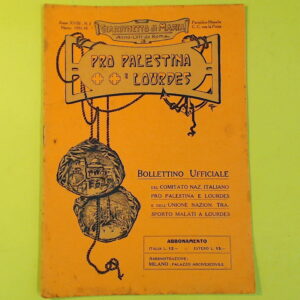 GIARDINETTO DI MARIA
PRO PALESTINA
E LOURDES
BOLLETTINO UFFICIALE
DEL COMITATO NAZ. ITALIANO
PRO PALESTINA E LOURDES
E DELL'UNIONE NAZION. TRA-
SPORTO MALATI A LOURDES
ABBONAMENTO
ITALIA L. 12.— ESTERO L. 15.—
AMMINISTRAZIONE:
MILANO: PALAZZO ARCIVESCOVILE